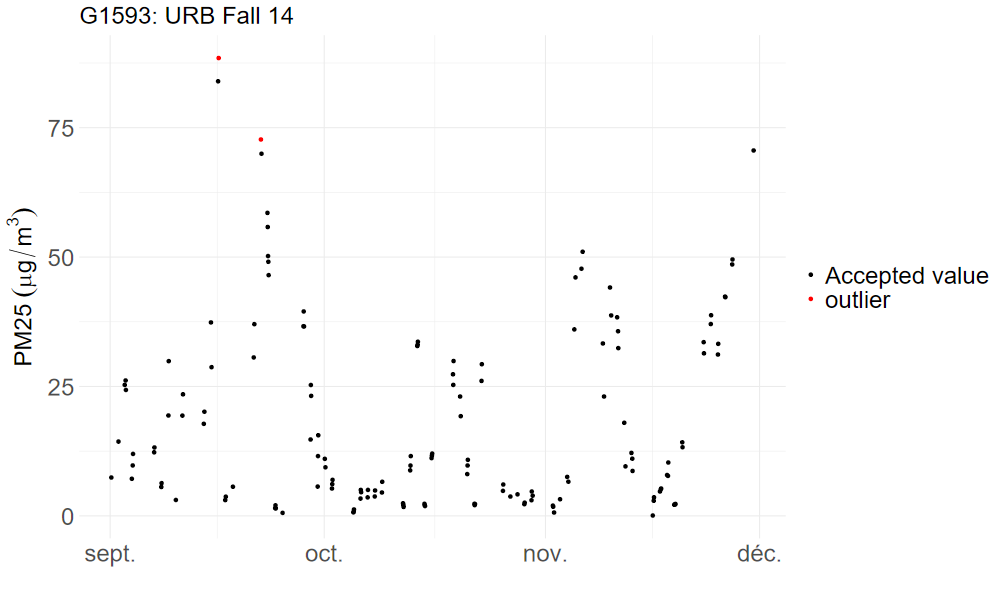 G1593: URB Fall 14
PM25 (μg/m³)
75
50
25
0
sept.
oct.
nov.
déc.
Accepted value
outlier